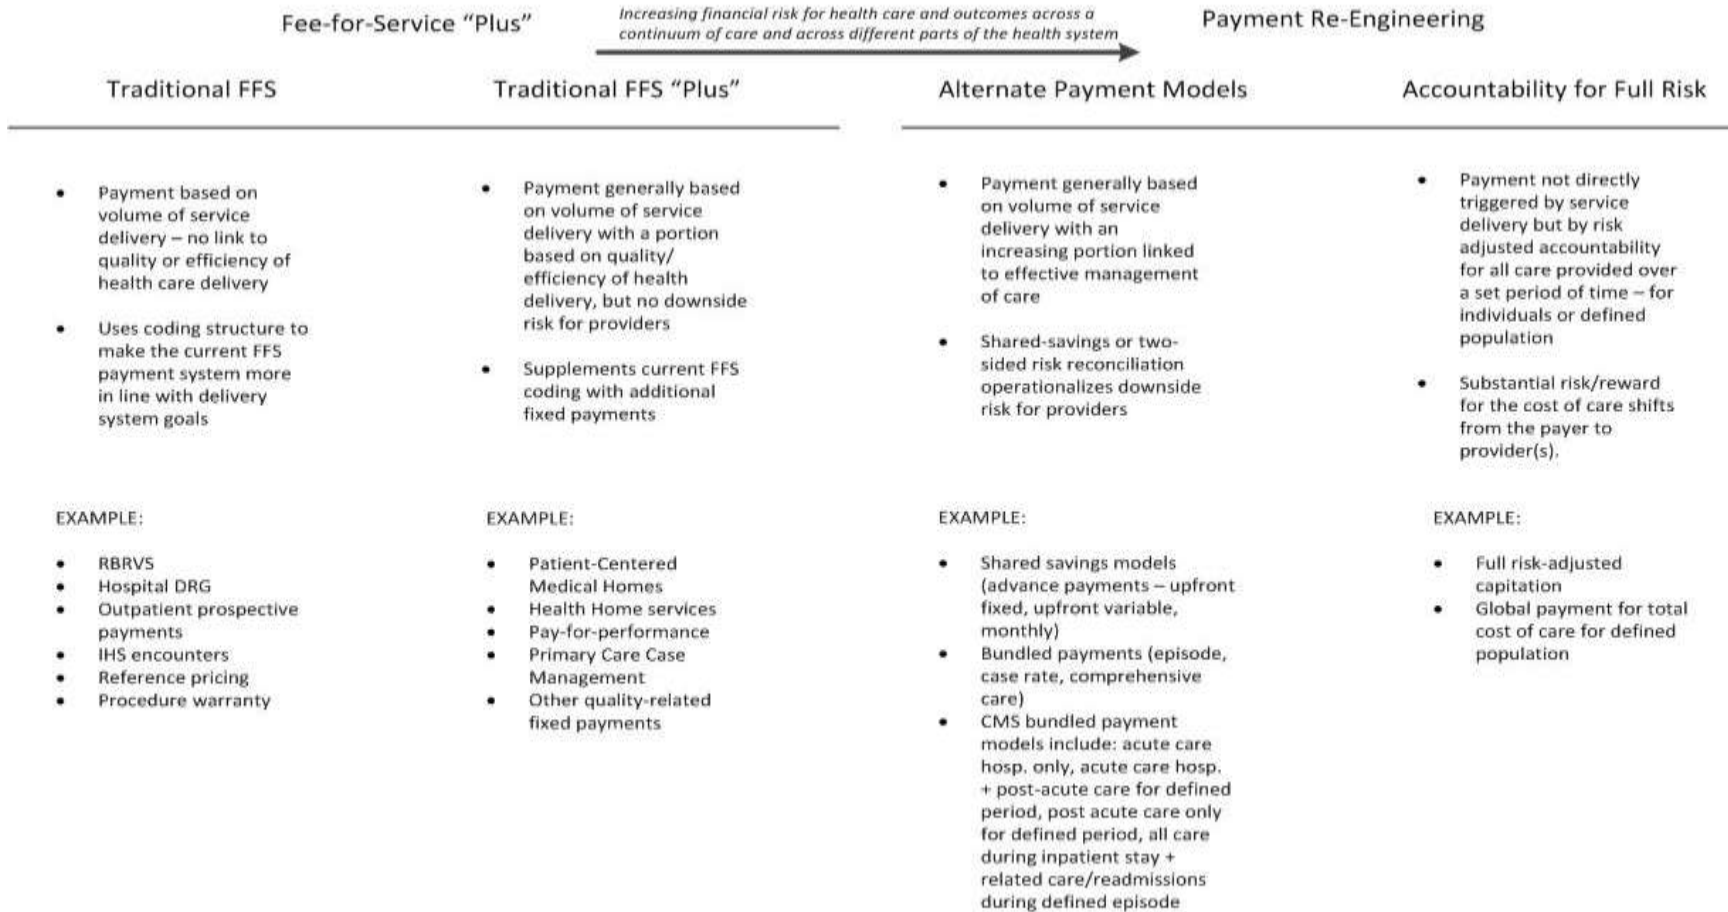 Fee-for-Service “Plus”
Increasing financial risk for health care and outcomes across a
continuum of care and across different parts of the health system
Payment Re-Engineering
Traditional FFS
Traditional FFS “Plus”
Alternate Payment Models
Accountability for Full Risk
• Payment based on
volume of service
delivery – no link to
quality or efficiency of
health care delivery
• Uses coding structure to
make the current FFS
payment system more
in line with delivery
system goals
EXAMPLE:
• RBRVS
• Hospital DRG
• Outpatient prospective
payments
• IHS encounters
• Reference pricing
• Procedure warranty
• Payment generally based
on volume of service
delivery with a portion
based on quality/
efficiency of health
delivery, but no downside
risk for providers
• Supplements current FFS
coding with additional
fixed payments
EXAMPLE:
• Patient-Centered
Medical Homes
• Health Home services
• Pay-for-performance
• Primary Care Case
Management
• Other quality-related
fixed payments
• Payment generally based
on volume of service
delivery with an
increasing portion linked
to effective management
of care
• Shared-savings or two-
sided risk reconciliation
operationalizes downside
risk for providers
EXAMPLE:
• Shared savings models
(advance payments – upfront
fixed, upfront variable,
monthly)
• Bundled payments (episode,
case rate, comprehensive
care)
• CMS bundled payment
models include: acute care
hosp. only, acute care hosp.
+ post-acute care for defined
period, post acute care only
for defined period, all care
during inpatient stay +
related care/readmissions
during defined episode
• Payment not directly
triggered by service
delivery but by risk
adjusted accountability
for all care provided over
a set period of time – for
individuals or defined
population
• Substantial risk/reward
for the cost of care shifts
from the payer to
provider(s).
EXAMPLE:
• Full risk-adjusted
capitation
• Global payment for total
cost of care for defined
population